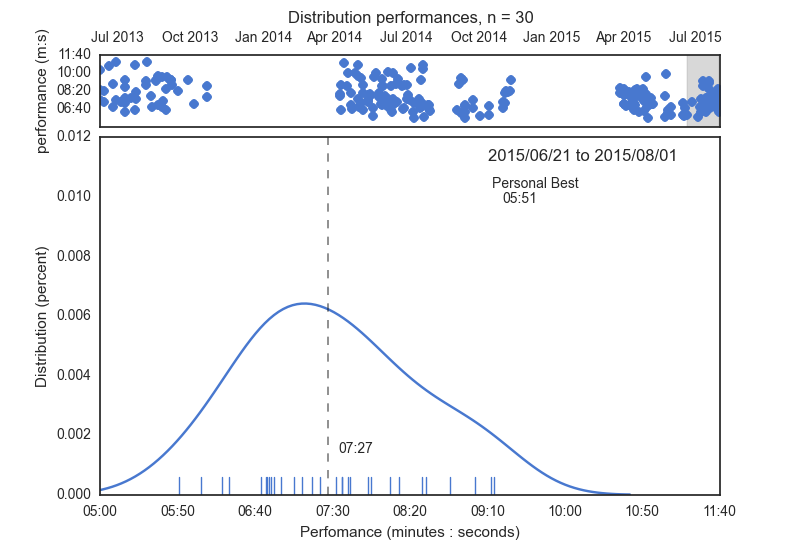 Distribution performances, n = 30
Jul 2013 Oct 2013 Jan 2014 Apr 2014 Jul 2014 Oct 2014 Jan 2015 Apr 2015 Jul 2015
performance (m:s)
11:40
10:00
08:20
06:40
Distribution (percent)
0.012
0.010
0.008
0.006
0.004
0.002
0.000
2015/06/21 to 2015/08/01
Personal Best
05:51
07:27
05:00 05:50 06:40 07:30 08:20 09:10 10:00 10:50 11:40
Perfomance (minutes : seconds)